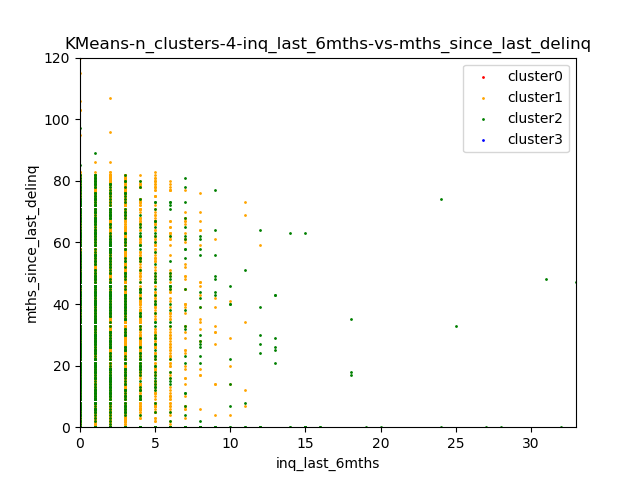 KMeans-n_clusters-4-inq_last_6mths-vs-mths_since_last_delinq
120
100
80
60
40
20
0
mths_since_last_delinq
cluster0
cluster1
cluster2
cluster3
0 5 10 15 20 25 30
inq_last_6mths